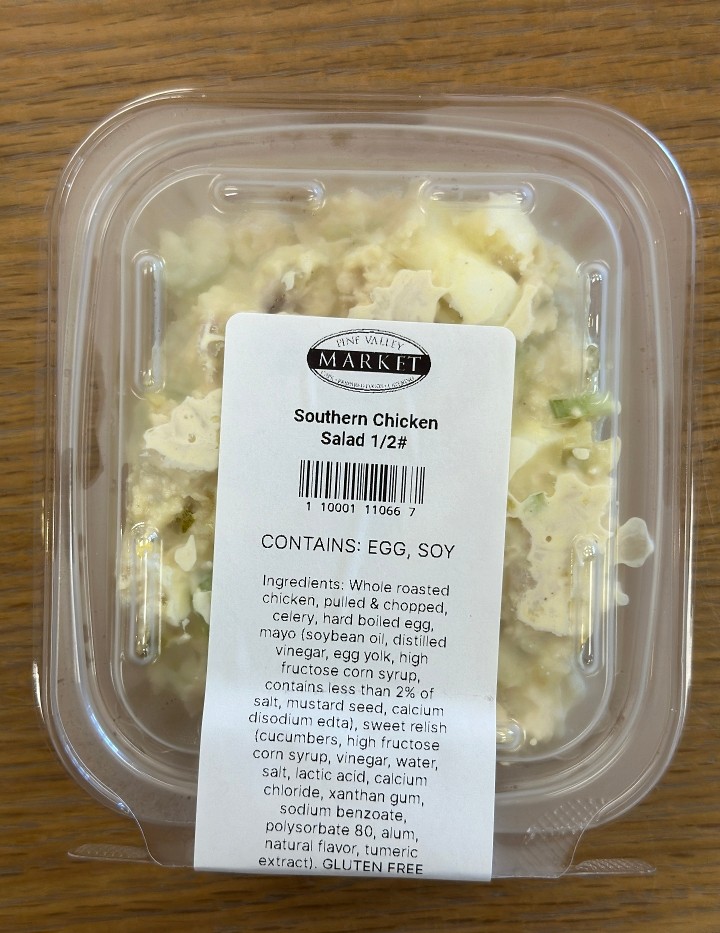 PINE VALLEY
MARKET
Southern Chicken
Salad 1/2#
1 10001 11066 7
CONTAINS: EGG, SOY
Ingredients: Whole roasted
chicken, pulled & chopped,
celery, hard boiled egg,
mayo (soybean oil, distilled
vinegar, egg yolk, high
fructose corn syrup,
contains less than 2% of
salt, mustard seed, calcium
disodium edta), sweet relish
(cucumbers, high fructose
corn syrup, vinegar, water,
salt, lactic acid, calcium
chloride, xanthan gum,
sodium benzoate,
polysorbate 80, alum,
natural flavor, tumeric
extract). GLUTEN FREE